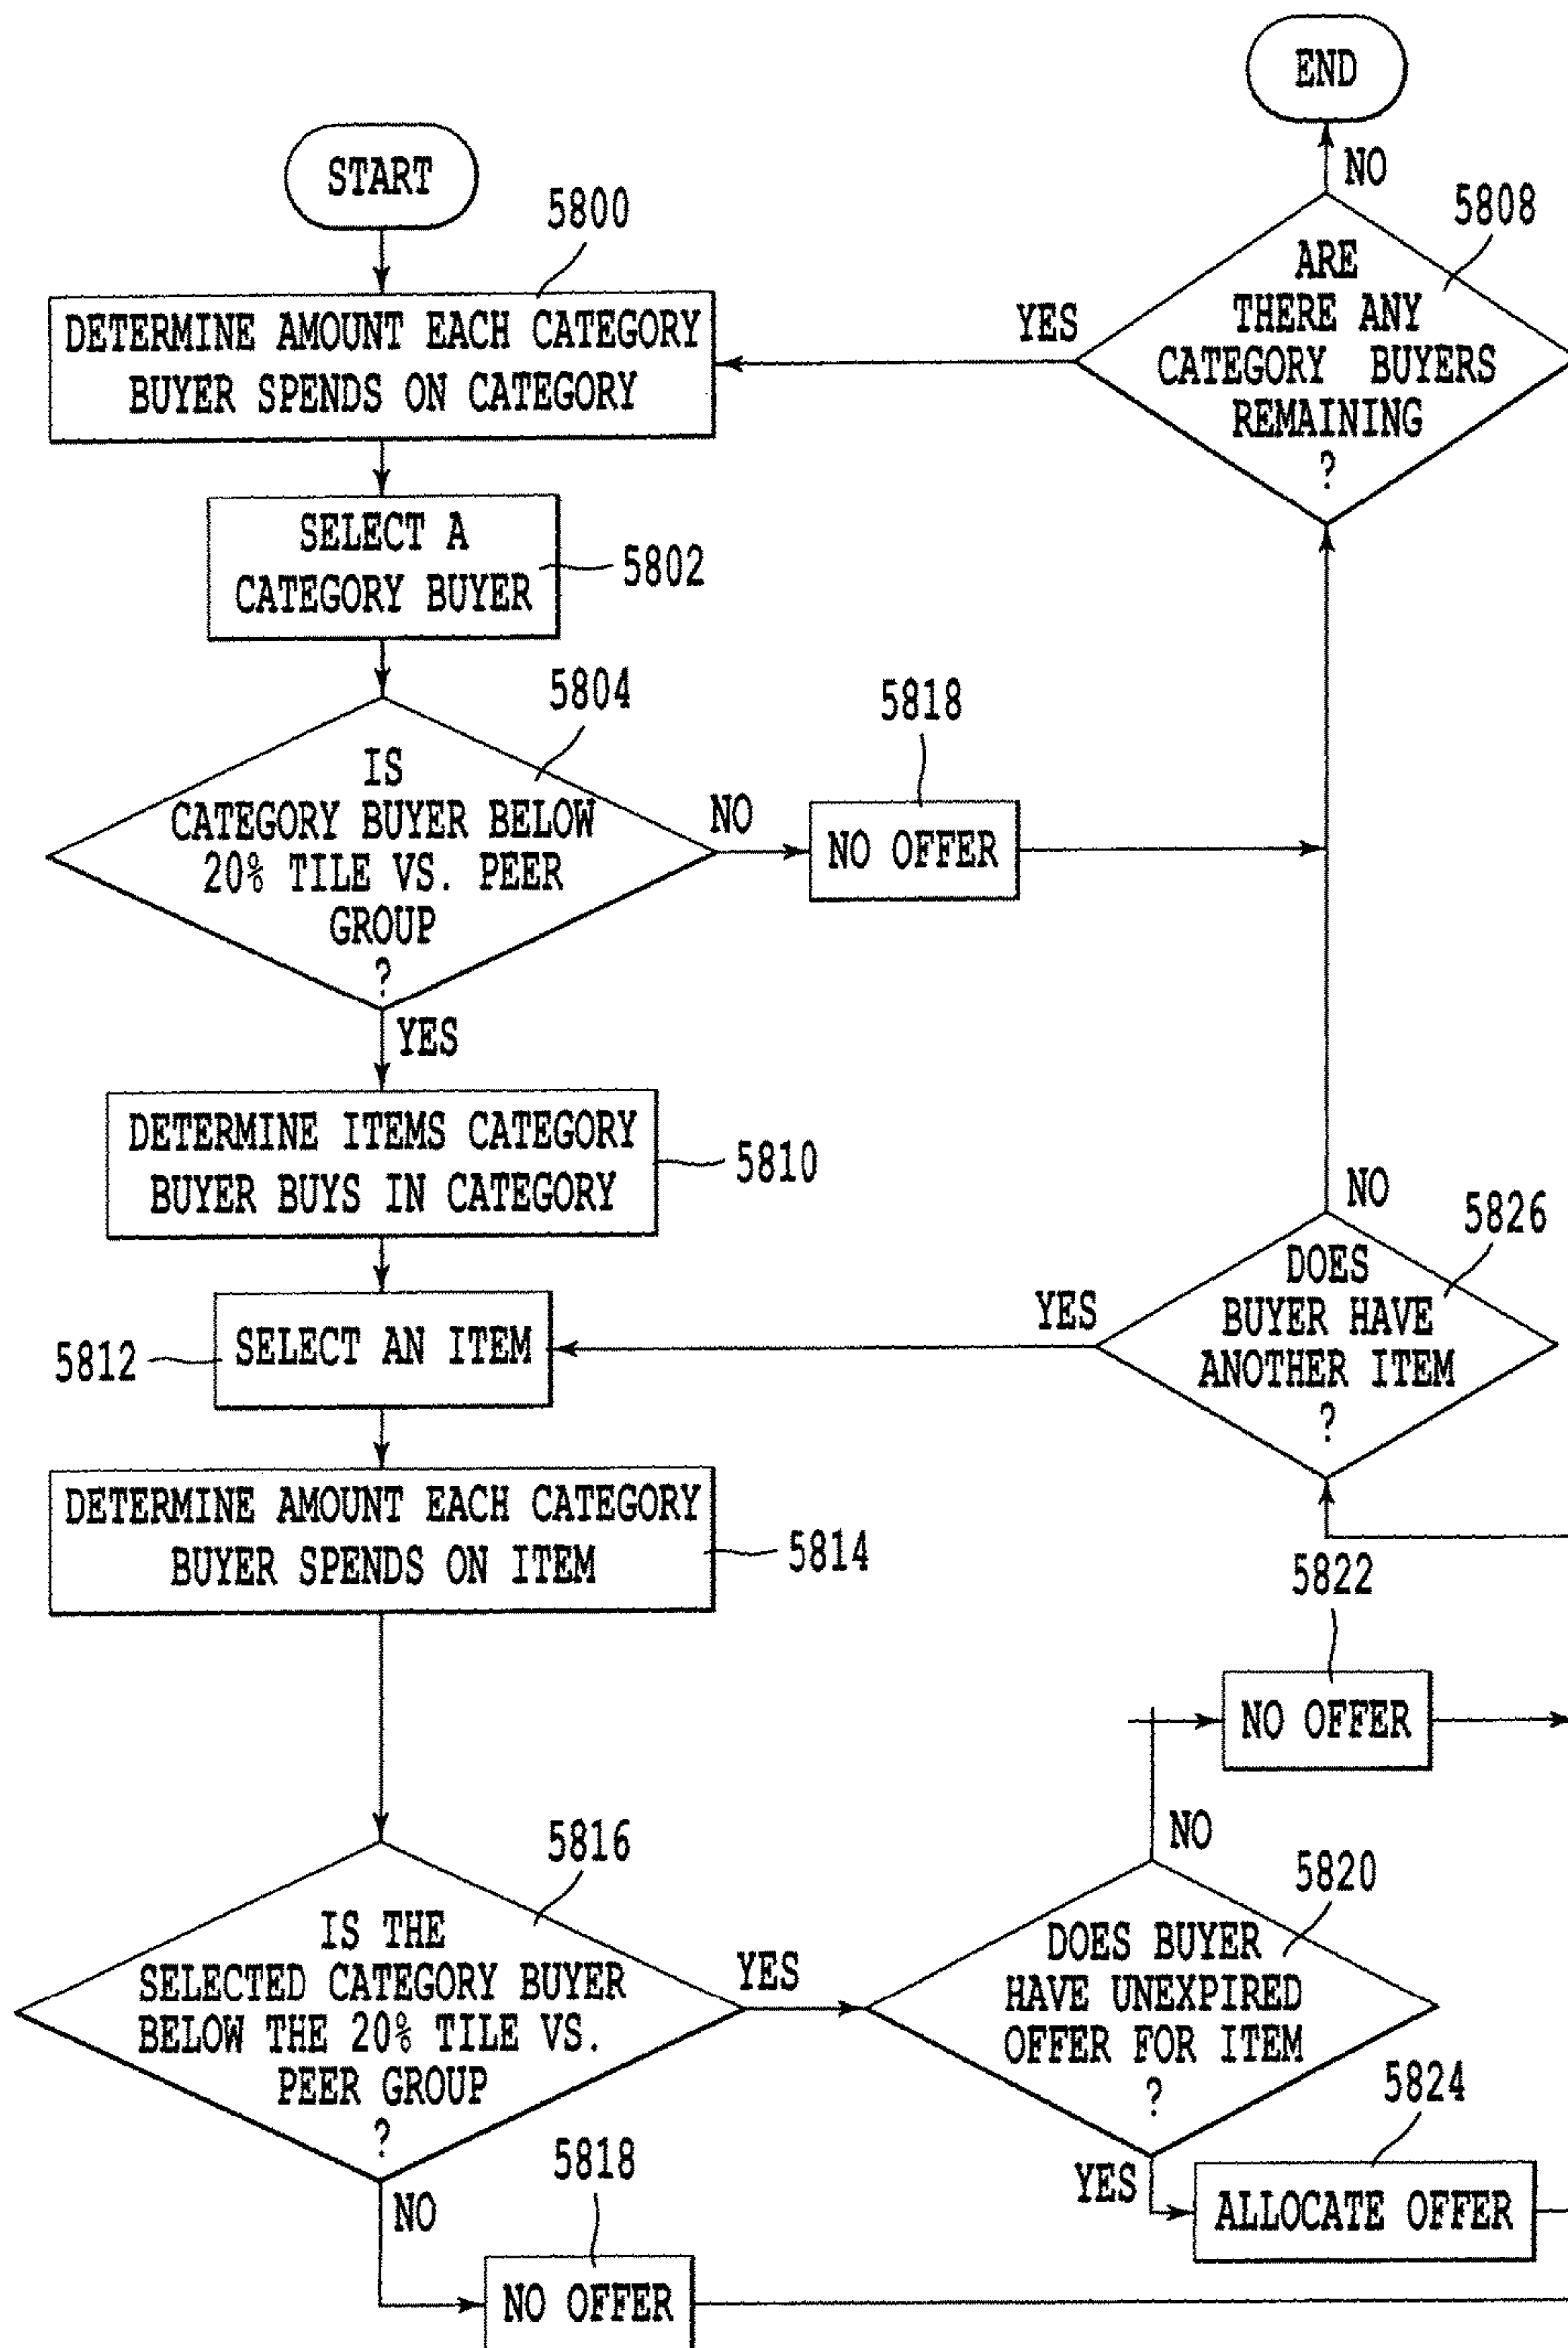 START
5800
DETERMINE AMOUNT EACH CATEGORY
BUYER SPENDS ON CATEGORY
SELECT A
CATEGORY BUYER
5802
5804
IS
CATEGORY BUYER BELOW
20% TILE VS. PEER
GROUP
?
NO
5818
NO OFFER
YES
DETERMINE ITEMS CATEGORY
BUYER BUYS IN CATEGORY
5810
5812
SELECT AN ITEM
DETERMINE AMOUNT EACH CATEGORY
BUYER SPENDS ON ITEM
5814
5816
IS THE
SELECTED CATEGORY BUYER
BELOW THE 20% TILE VS.
PEER GROUP
?
NO
5818
NO OFFER
YES
5820
DOES BUYER
HAVE UNEXPIRED
OFFER FOR ITEM
?
NO
5822
NO OFFER
YES
5824
ALLOCATE OFFER
5826
DOES
BUYER HAVE
ANOTHER ITEM
?
YES
NO
5808
ARE
THERE ANY
CATEGORY BUYERS
REMAINING
?
YES
NO
END